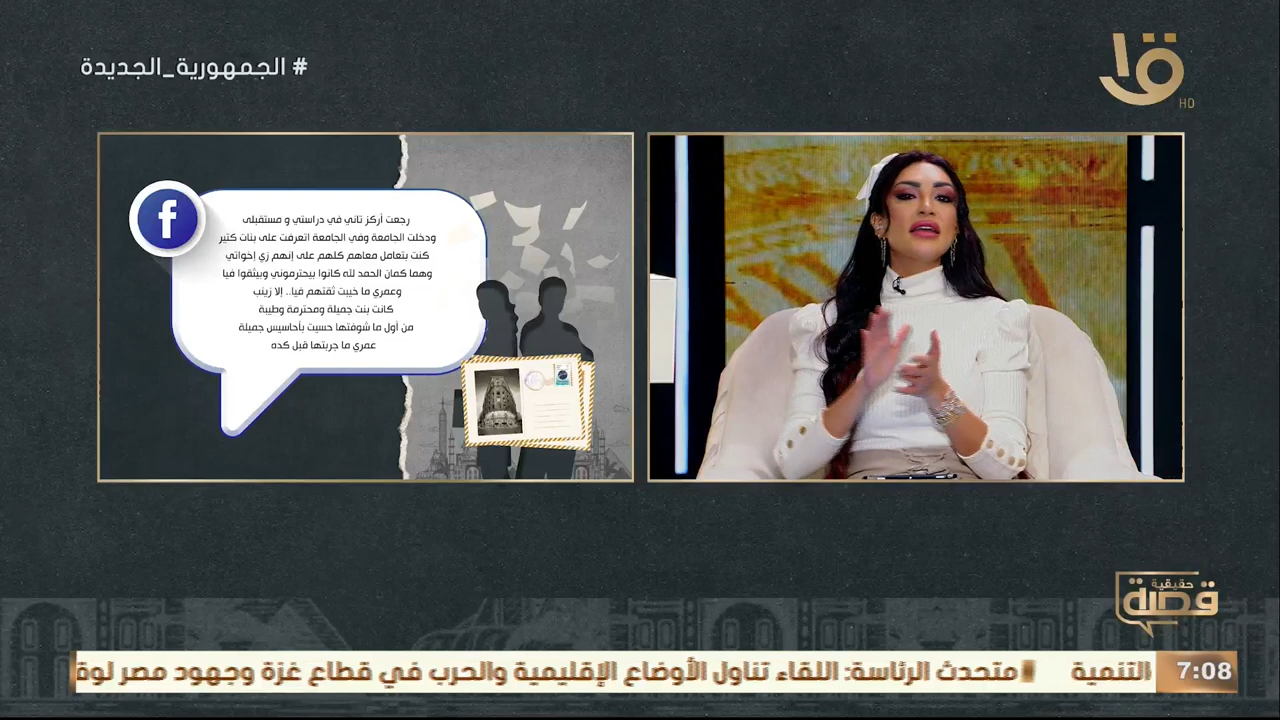 # الجمهورية_الجديدة
HD
f
رجعت أركز تاني في دراستي و مستقبلى
ودخلت الجامعة وفي الجامعة اتعرفت على بنات كتير
كنت بتعامل معاهم كلهم على إنهم زي إخواتي
وهما كمان الحمد لله كانوا بيحترموني وبيثقوا فيا
وعمري ما خيبت ثقتهم فيا.. إلا زينب
كانت بنت جميلة ومحترمة وطيبة
من أول ما شوفتها حسيت بأحاسيس جميلة
عمري ما جربتها قبل كده
قصة
حقيقية
7:08
التنمية
متحدث الرئاسة: اللقاء تناول الأوضاع الإقليمية والحرب في قطاع غزة وجهود مصر لوق